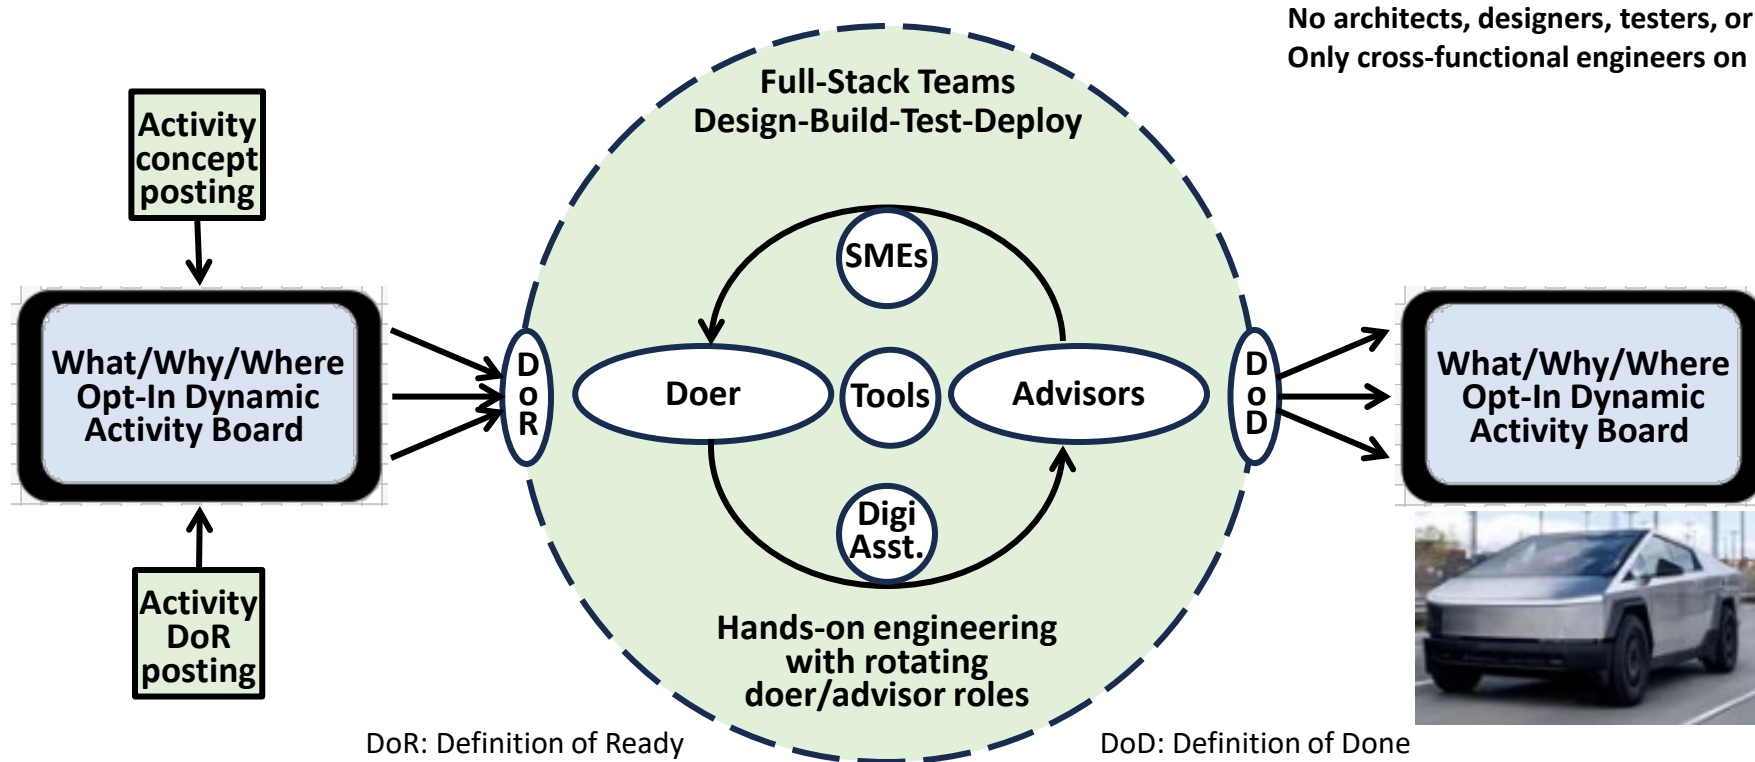 No architects, designers, testers, or
Only cross-functional engineers on
Full-Stack Teams
Design-Build-Test-Deploy
Activity
concept
posting
SMEs
What/Why/Where
Opt-In Dynamic
Activity Board
D
o
R
Doer
Tools
Advisors
D
o
D
What/Why/Where
Opt-In Dynamic
Activity Board
Digi
Asst.
Activity
DoR
posting
Hands-on engineering
with rotating
doer/advisor roles
DoR: Definition of Ready
DoD: Definition of Done